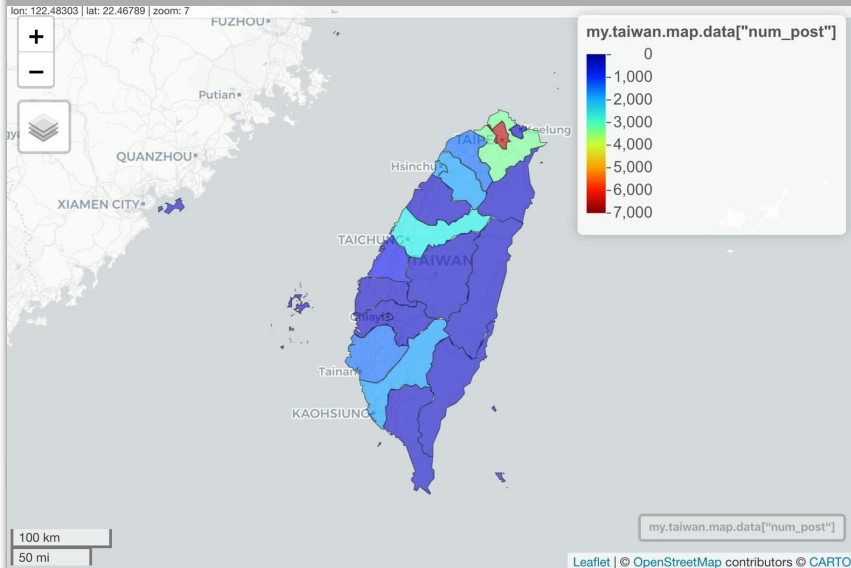 lon: 122.48303 | lat: 22.46789 | zoom: 7
+
−
FUZHOU
Putian
QUANZHOU
XIAMEN CITY
TAIPEI
Keelung
Hsinchu
TAICHUNG
TAIWAN
Chiayi
Tainan
KAOHSIUNG
my.taiwan.map.data["num_post"]
0
1,000
2,000
3,000
4,000
5,000
6,000
7,000
my.taiwan.map.data["num_post"]
100 km
50 mi
Leaflet | © OpenStreetMap contributors © CARTO